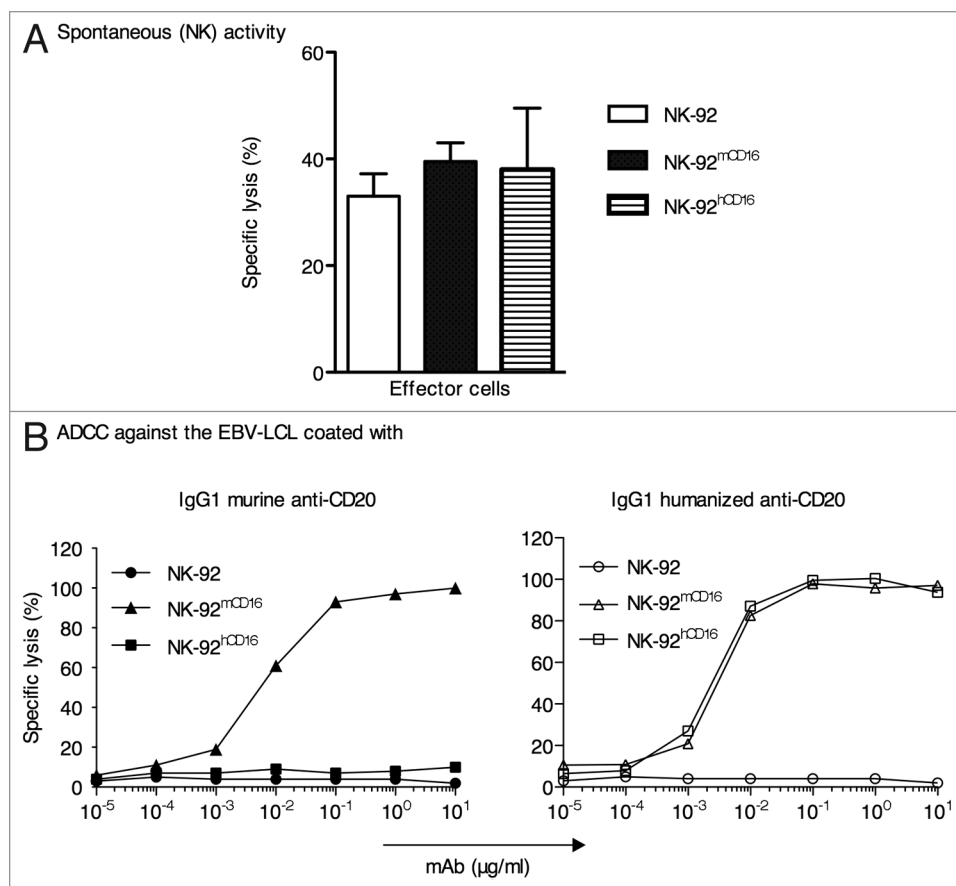 A Spontaneous (NK) activity
60
40
20
0
Specific lysis (%)
Effector cells
NK-92
NK-92mCD16
NK-92hCD16
B ADCC against the EBV-LCL coated with
IgG1 murine anti-CD20
120
100
80
60
40
20
0
Specific lysis (%)
NK-92
NK-92mCD16
NK-92hCD16
10-5 10-4 10-3 10-2 10-1 100 101
IgG1 humanized anti-CD20
120
100
80
60
40
20
0
NK-92
NK-92mCD16
NK-92hCD16
10-5 10-4 10-3 10-2 10-1 100 101
mAb (µg/ml)